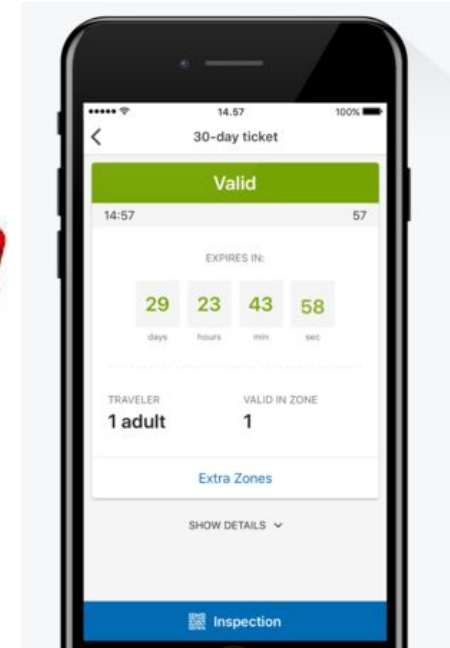 14.57 100%
30-day ticket
Valid
14:57 57
EXPIRES IN:
29 23 43 58
days hours min sec
TRAVELER VALID IN ZONE
1 adult 1
Extra Zones
SHOW DETAILS
Inspection